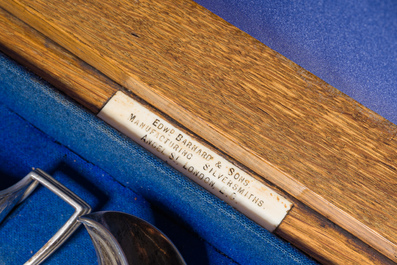 EDWD BARNARD & SONS
MANUFACTURING SILVERSMITHS
ANGEL ST. LONDON